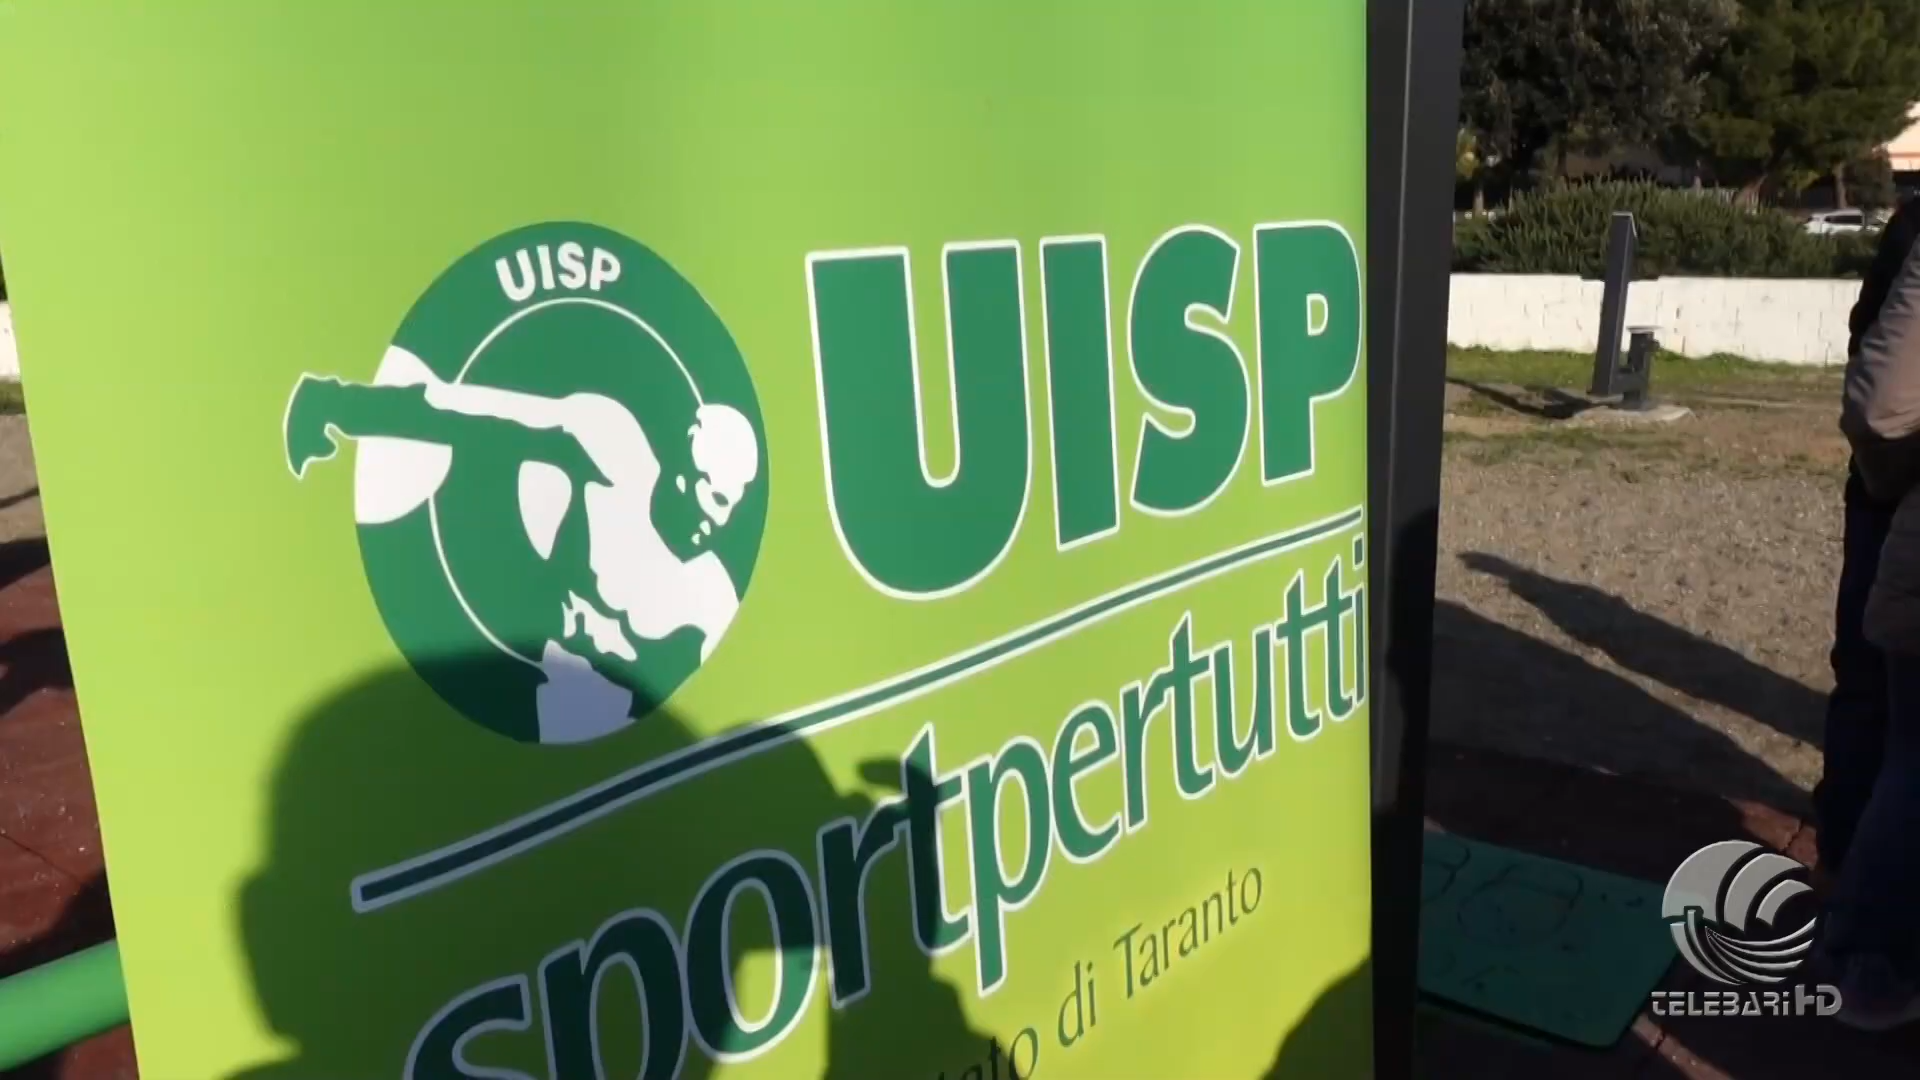 UISP
UISP
sportpertutti
di Taranto
TELEBARI HD